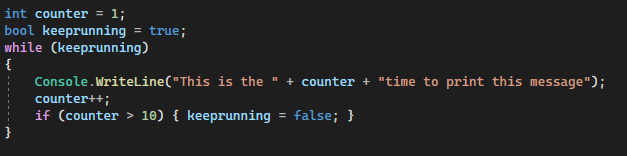 int counter = 1;
bool keeprunning = true;
while (keeprunning)
{
    Console.WriteLine("This is the " + counter + "time to print this message");
    counter++;
    if (counter > 10) { keeprunning = false; }
}